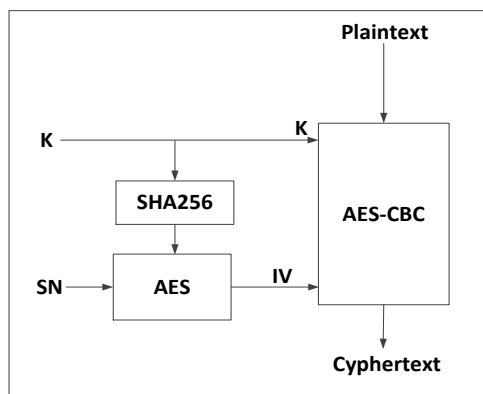 Plaintext
K
K
SHA256
AES-CBC
SN
AES
IV
Cyphertext